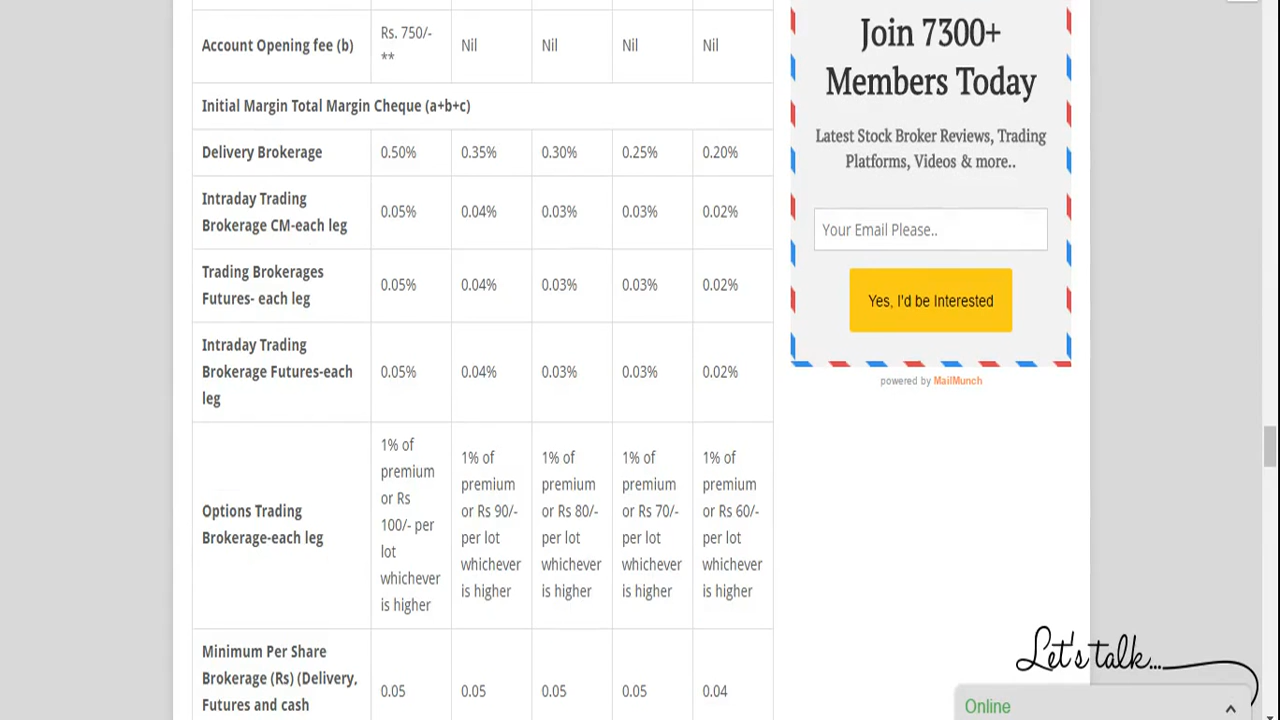 Account Opening fee (b)
Rs. 750/-
**
Nil
Nil
Nil
Nil
Initial Margin Total Margin Cheque (a+b+c)
Delivery Brokerage
0.50%
0.35%
0.30%
0.25%
0.20%
Intraday Trading
Brokerage CM-each leg
0.05%
0.04%
0.03%
0.03%
0.02%
Trading Brokerages
Futures- each leg
0.05%
0.04%
0.03%
0.03%
0.02%
Intraday Trading
Brokerage Futures-each
leg
0.05%
0.04%
0.03%
0.03%
0.02%
Options Trading
Brokerage-each leg
1% of
premium
or Rs
100/- per
lot
whichever
is higher
1% of
premium
or Rs 90/-
per lot
whichever
is higher
1% of
premium
or Rs 80/-
per lot
whichever
is higher
1% of
premium
or Rs 70/-
per lot
whichever
is higher
1% of
premium
or Rs 60/-
per lot
whichever
is higher
Minimum Per Share
Brokerage (Rs) (Delivery,
Futures and cash
0.05
0.05
0.05
0.05
0.04
Join 7300+
Members Today
Latest Stock Broker Reviews, Trading
Platforms, Videos & more..
Your Email Please..
Yes, I'd be Interested
powered by MailMunch
Let's talk...
Online